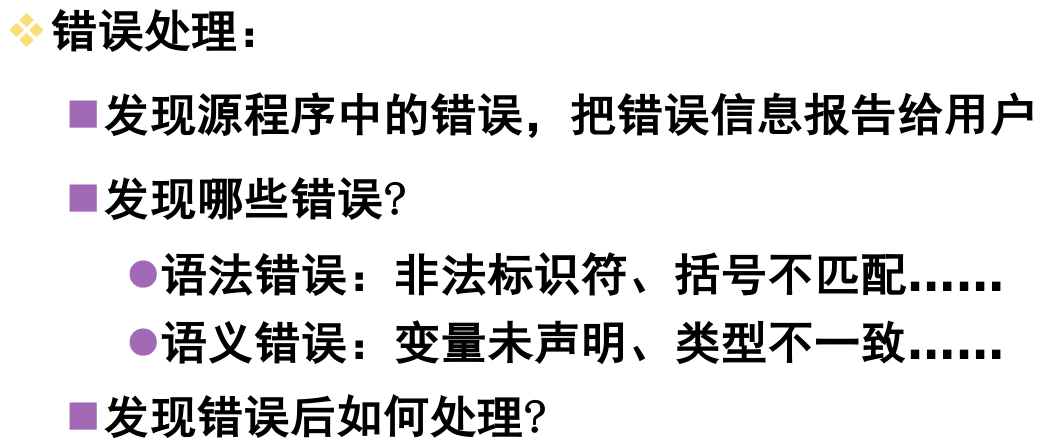 错误处理：
发现源程序中的错误，把错误信息报告给用户
发现哪些错误?
语法错误：非法标识符、括号不匹配……
语义错误：变量未声明、类型不一致……
发现错误后如何处理?